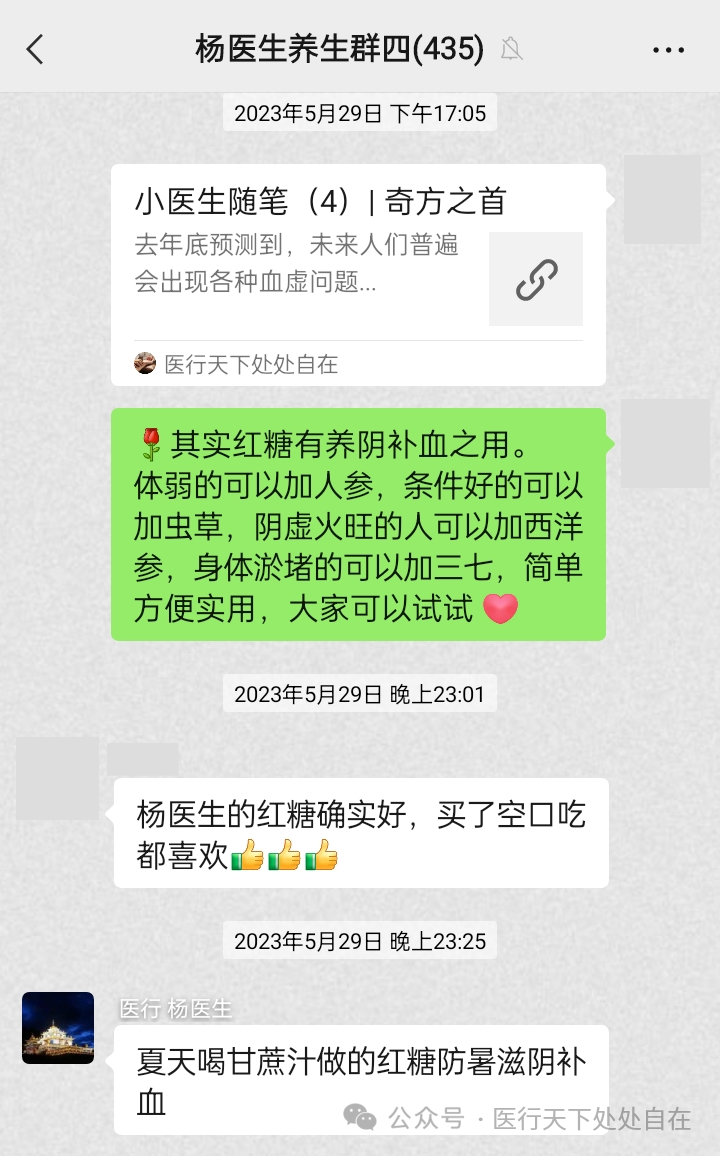 杨医生养生群四(435)
2023年5月29日 下午17:05
小医生随笔（4）| 奇方之首
去年底预测到，未来人们普遍
会出现各种血虚问题...
医行天下处处自在
🌹其实红糖有养阴补血之用。
体弱的可以加人参，条件好的可以
加虫草，阴虚火旺的人可以加西洋
参，身体淤堵的可以加三七，简单
方便实用，大家可以试试❤
2023年5月29日 晚上23:01
杨医生的红糖确实好，买了空口吃
都喜欢👍👍👍
2023年5月29日 晚上23:25
医行 杨医生
夏天喝甘蔗汁做的红糖防暑滋阴补
血
公众号 · 医行天下处处自在